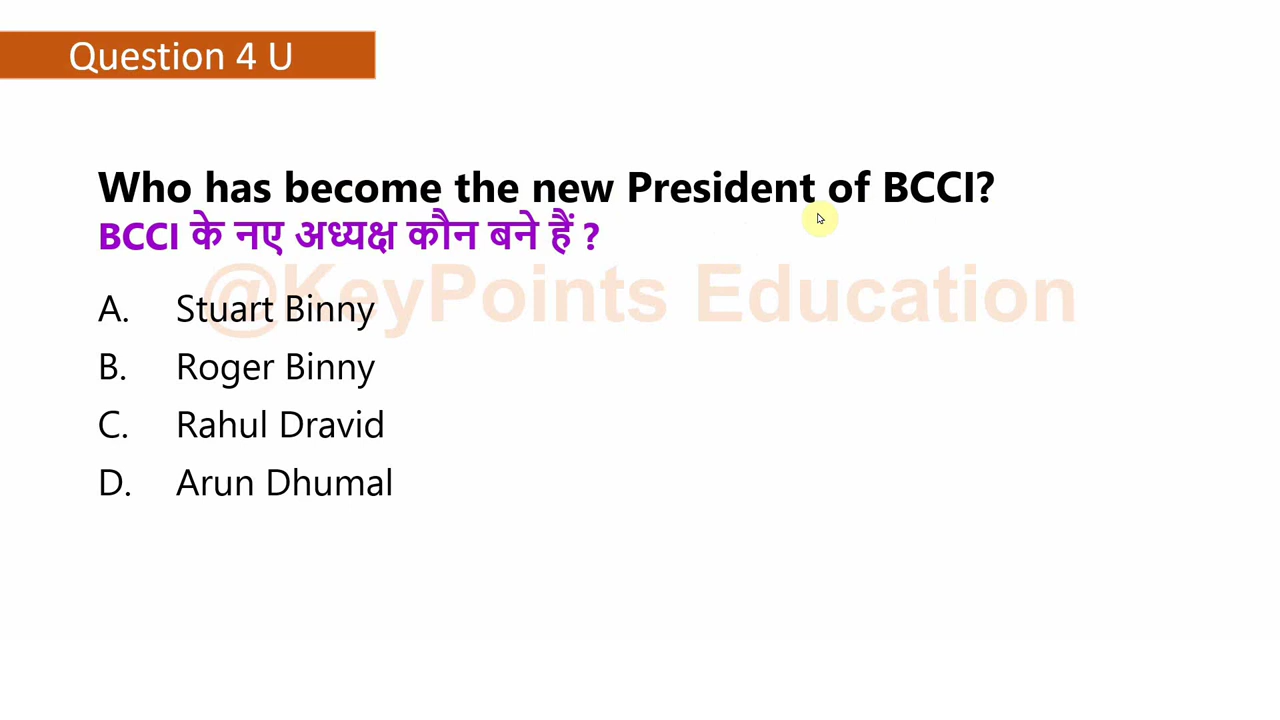 Question 4 U
Who has become the new President of BCCI?
BCCI के नए अध्यक्ष कौन बने हैं ?
@KeyPoints Education
A. Stuart Binny
B. Roger Binny
C. Rahul Dravid
D. Arun Dhumal